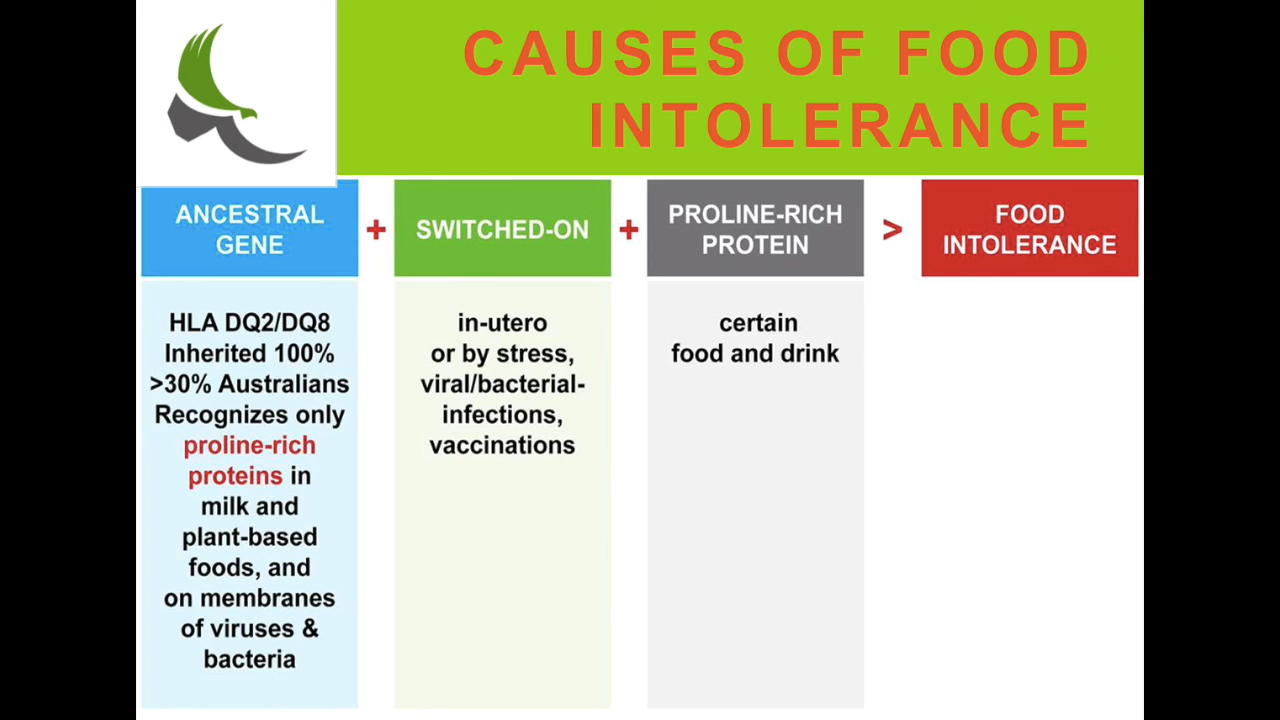 CAUSES OF FOOD
INTOLERANCE
ANCESTRAL
GENE
+
SWITCHED-ON
+
PROLINE-RICH
PROTEIN
>
FOOD
INTOLERANCE
HLA DQ2/DQ8
Inherited 100%
>30% Australians
Recognizes only
proline-rich
proteins in
milk and
plant-based
foods, and
on membranes
of viruses &
bacteria
in-utero
or by stress,
viral/bacterial-
infections,
vaccinations
certain
food and drink